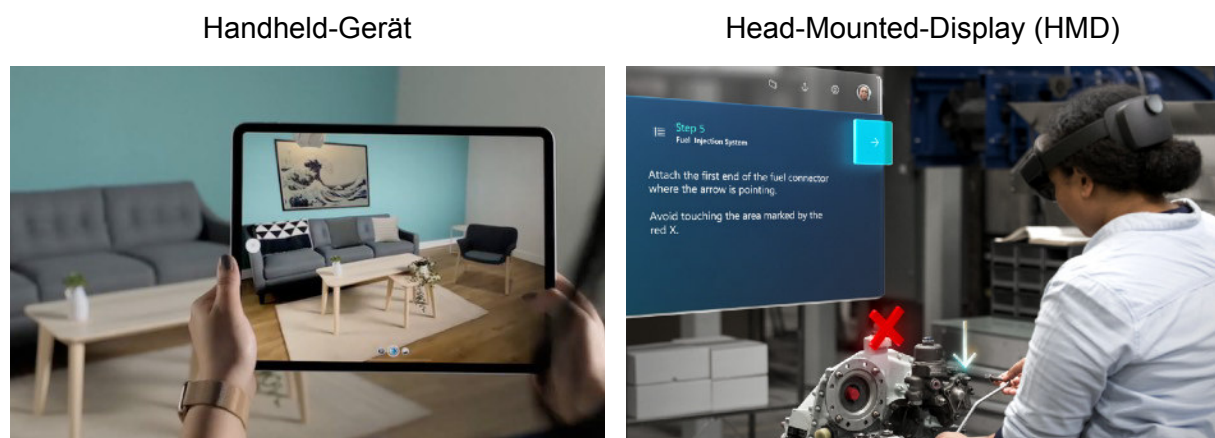 Handheld-Gerät
Head-Mounted-Display (HMD)
Step 5
Fuel Injection System
Attach the first end of the fuel connector
where the arrow is pointing.
Avoid touching the area marked by the
red X.